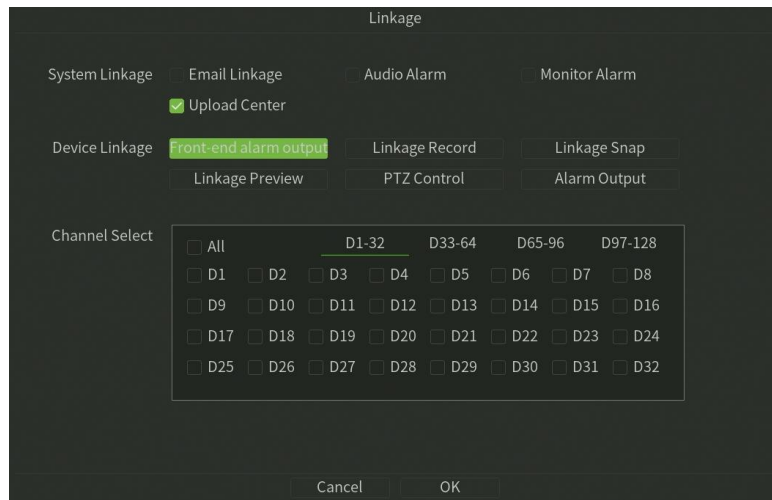 Linkage
System Linkage Email Linkage Audio Alarm Monitor Alarm
Upload Center
Device Linkage Front-end alarm output Linkage Record Linkage Snap
Linkage Preview PTZ Control Alarm Output
Channel Select All D1-32 D33-64 D65-96 D97-128
D1 D2 D3 D4 D5 D6 D7 D8
D9 D10 D11 D12 D13 D14 D15 D16
D17 D18 D19 D20 D21 D22 D23 D24
D25 D26 D27 D28 D29 D30 D31 D32
Cancel OK